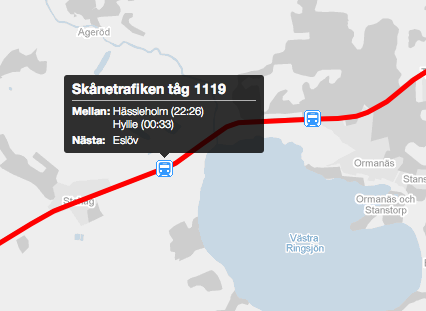 Ageröd
Skånetrafiken tåg 1119
Mellan: Hässleholm (22:26)
Hyllie (00:33)
Nästa: Eslöv
Ormanäs
Ormanäs och
Stanstorp
Västra
Ringsjön